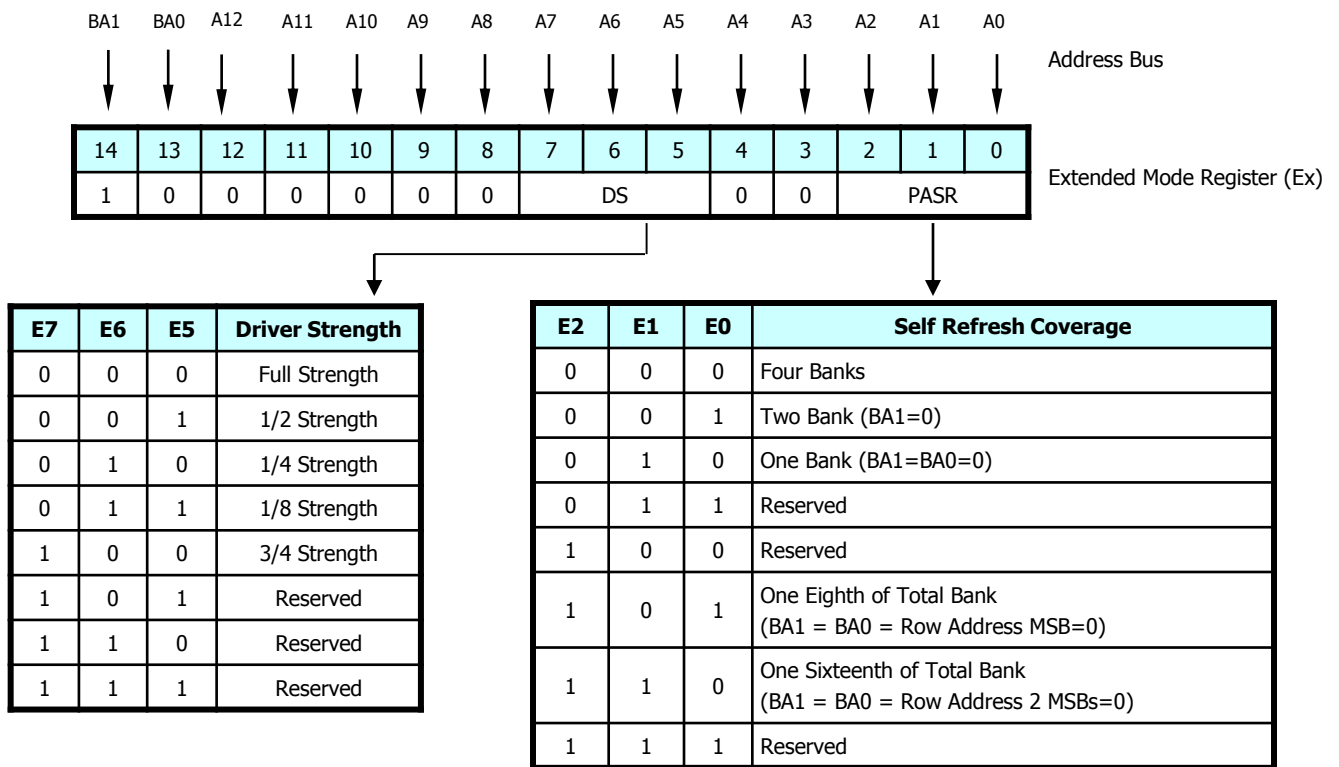 BA1 BA0 A12 A11 A10 A9 A8 A7 A6 A5 A4 A3 A2 A1 A0
Address Bus
14 13 12 11 10 9 8 7 6 5 4 3 2 1 0
1 0 0 0 0 0 0 DS 0 0 PASR
Extended Mode Register (Ex)
E7 E6 E5 Driver Strength
0 0 0 Full Strength
0 0 1 1/2 Strength
0 1 0 1/4 Strength
0 1 1 1/8 Strength
1 0 0 3/4 Strength
1 0 1 Reserved
1 1 0 Reserved
1 1 1 Reserved
E2 E1 E0 Self Refresh Coverage
0 0 0 Four Banks
0 0 1 Two Bank (BA1=0)
0 1 0 One Bank (BA1=BA0=0)
0 1 1 Reserved
1 0 0 Reserved
1 0 1 One Eighth of Total Bank
(BA1 = BA0 = Row Address MSB=0)
1 1 0 One Sixteenth of Total Bank
(BA1 = BA0 = Row Address 2 MSBs=0)
1 1 1 Reserved